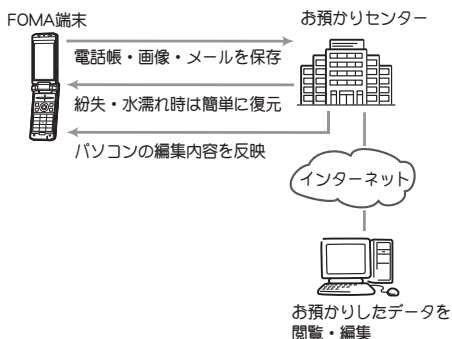 FOMA端末
お預かりセンター
電話帳・画像・メールを保存
紛失・水濡れ時は簡単に復元
パソコンの編集内容を反映
インターネット
お預かりしたデータを
閲覧・編集